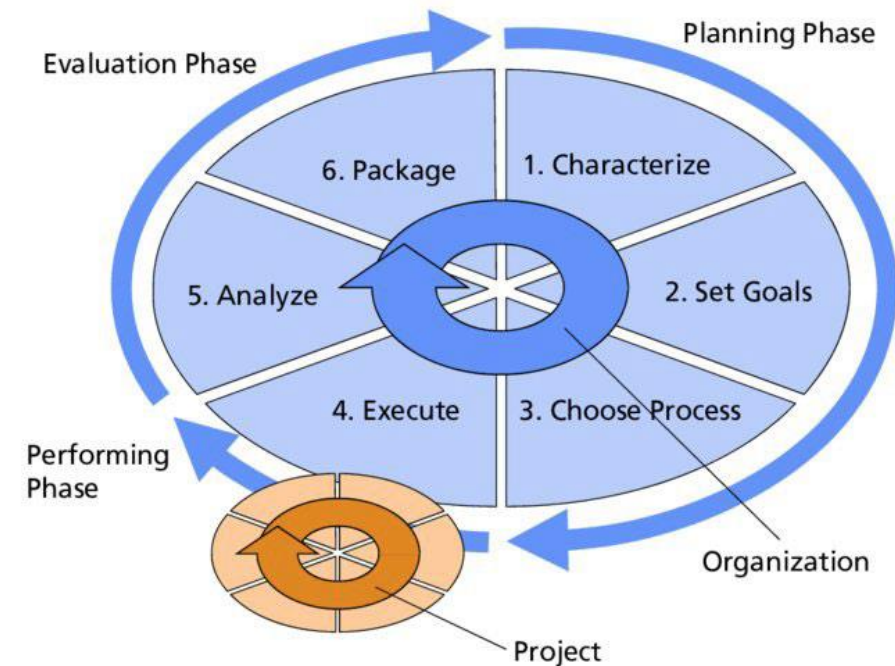 Planning Phase
Evaluation Phase
6. Package
1. Characterize
5. Analyze
2. Set Goals
4. Execute
3. Choose Process
Performing
Phase
Organization
Project